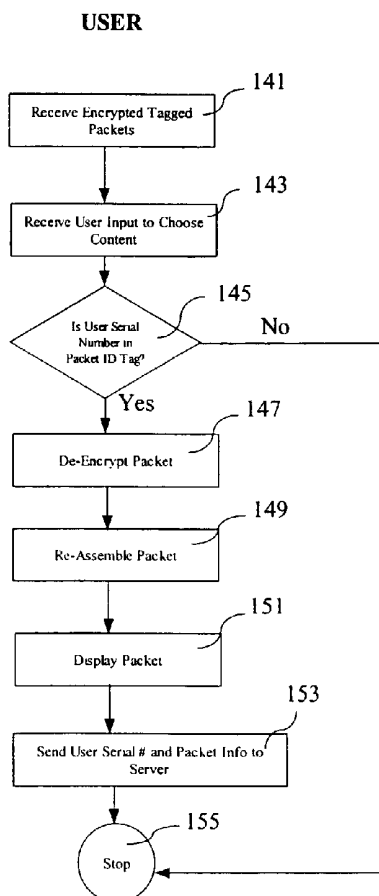 USER
141
Receive Encrypted Tagged
Packets
143
Receive User Input to Choose
Content
145
Is User Serial
Number in
Packet ID Tag?
No
Yes
147
De-Encrypt Packet
149
Re-Assemble Packet
151
Display Packet
153
Send User Serial # and Packet Info to
Server
155
Stop